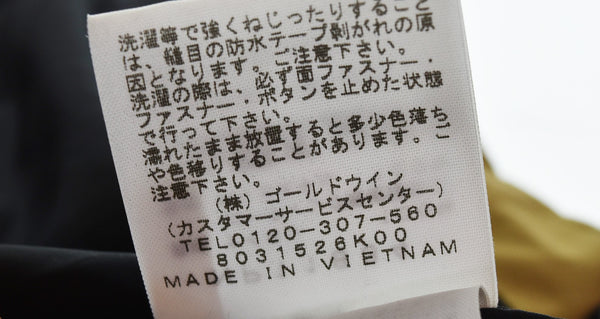 洗濯等で強くねじったりすること
は、縫目の防水テープ剥がれの原
因となります。ご注意下さい。
洗濯の際は、必ず面ファスナー・
ファスナー・ボタンを止めた状態
で行って下さい。
濡れたまま放置すると多少色落ち
や色移りすることがあります。ご
注意下さい。
(株)ゴールドウイン
(カスタマーサービスセンター)
TEL0120-307-560
8031526K00
MADE IN VIETNAM